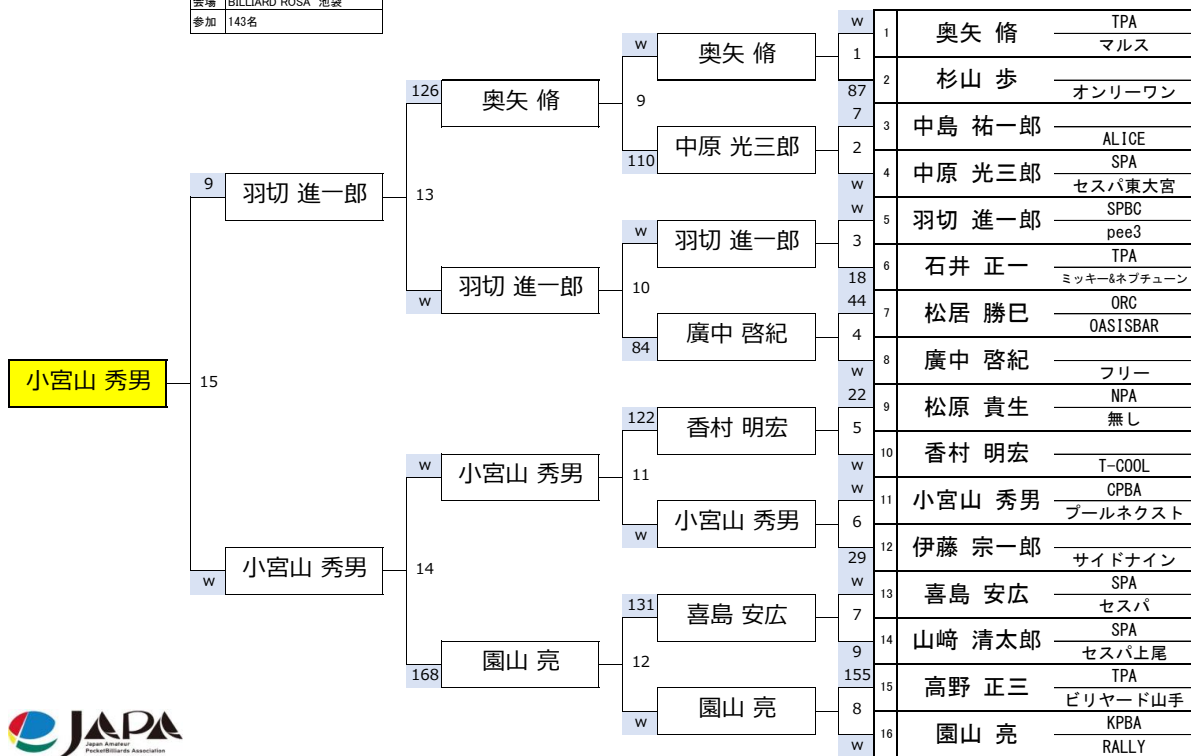 会場 BILLIARD ROSA 池袋
参加 143名
W 1 奥矢 脩 TPA
マルス
1
2 杉山 歩
オンリーワン
87
7 3 中島 祐一郎
ALICE
2
4 中原 光三郎 SPA
セスパ東大宮
W
W 5 羽切 進一郎 SPBC
pee3
3
6 石井 正一 TPA
ミッキー&ネプチューン
18
44 7 松居 勝巳 ORC
OASISBAR
4
8 廣中 啓紀
フリー
W
22 9 松原 貴生 NPA
無し
5
10 香村 明宏
T-COOL
W
W 11 小宮山 秀男 CPBA
プールネクスト
6
12 伊藤 宗一郎
サイドナイン
29
W 13 喜島 安広 SPA
セスパ
7
14 山﨑 清太郎 SPA
セスパ上尾
9
155 15 高野 正三 TPA
ビリヤード山手
8
16 園山 亮 KPBA
RALLY
W
W 奥矢 脩
9
110 中原 光三郎
W 羽切 進一郎
10
84 廣中 啓紀
122 香村 明宏
11
W 小宮山 秀男
131 喜島 安広
12
W 園山 亮
126 奥矢 脩
13
W 羽切 進一郎
W 小宮山 秀男
14
168 園山 亮
9 羽切 進一郎
15
W 小宮山 秀男
小宮山 秀男
JAPA
Japan Amateur
PocketBilliards Association